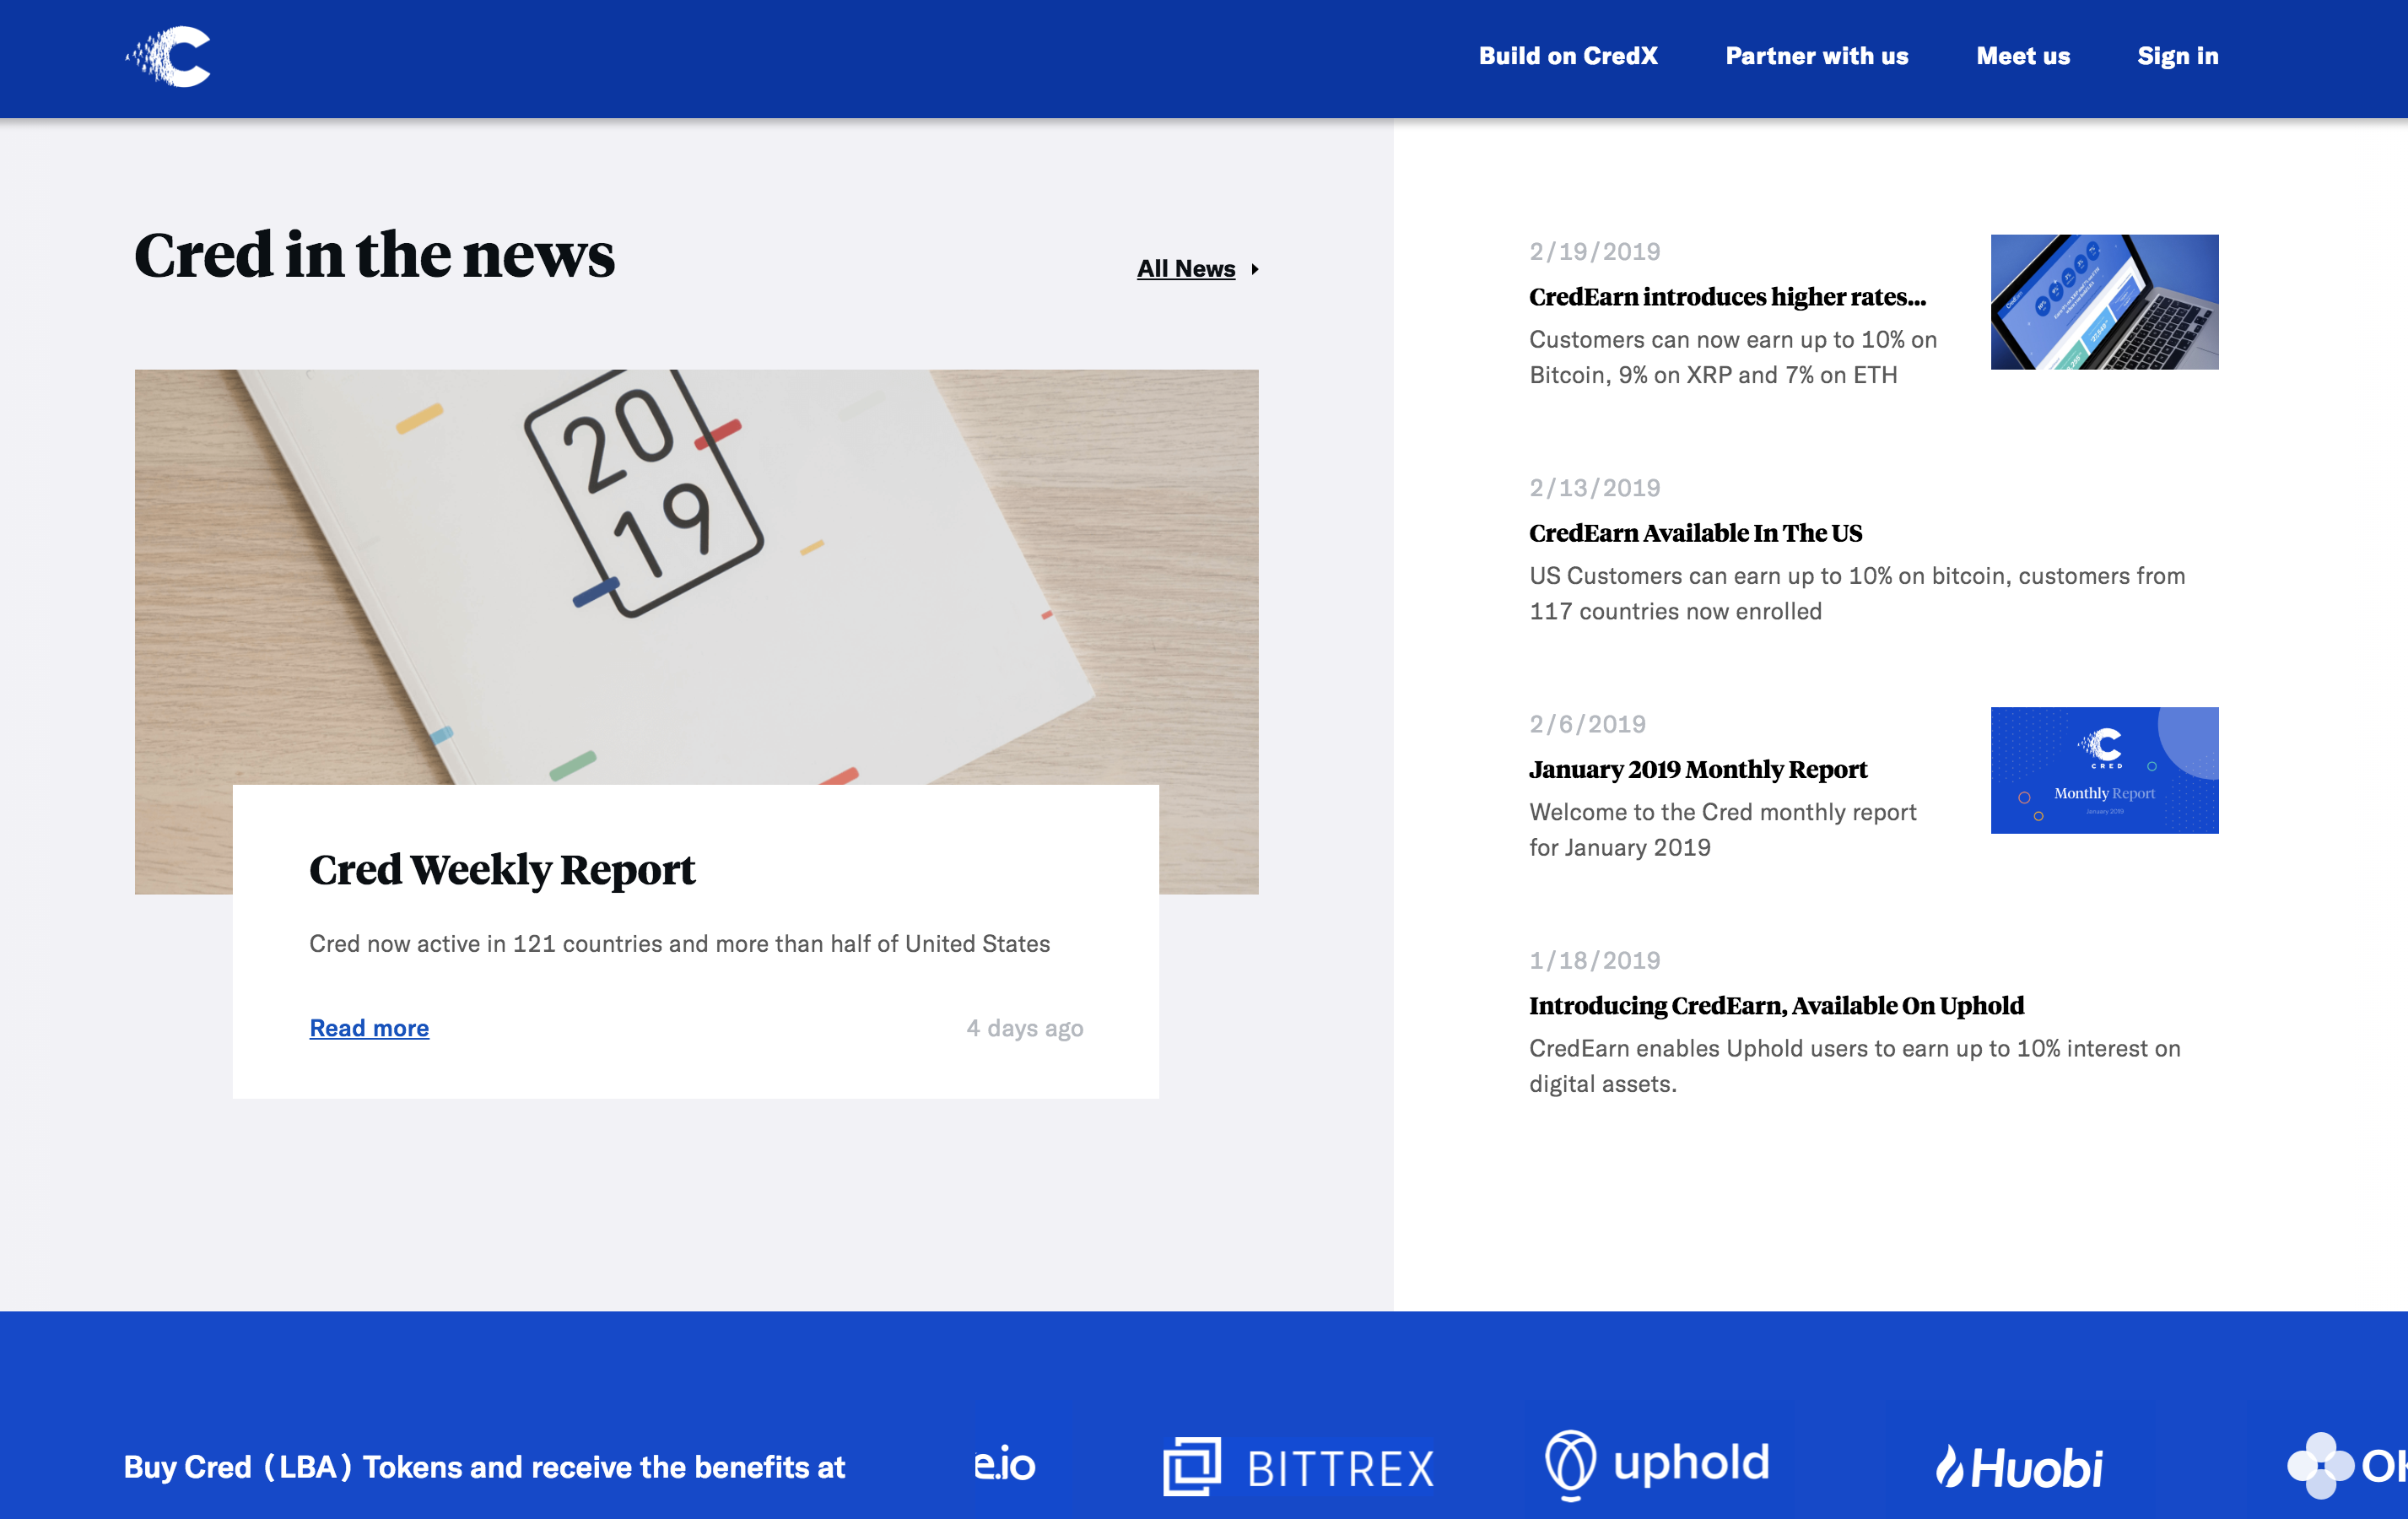 Build on CredX
Partner with us
Meet us
Sign in
Cred in the news
All News
20
19
Cred Weekly Report
Cred now active in 121 countries and more than half of United States
Read more
4 days ago
2/19/2019
CredEarn introduces higher rates...
Customers can now earn up to 10% on
Bitcoin, 9% on XRP and 7% on ETH
2/13/2019
CredEarn Available In The US
US Customers can earn up to 10% on bitcoin, customers from
117 countries now enrolled
2/6/2019
January 2019 Monthly Report
Welcome to the Cred monthly report
for January 2019
CRED
Monthly Report
January 2019
1/18/2019
Introducing CredEarn, Available On Uphold
CredEarn enables Uphold users to earn up to 10% interest on
digital assets.
Buy Cred (LBA) Tokens and receive the benefits at
e.io
BITTREX
uphold
Huobi